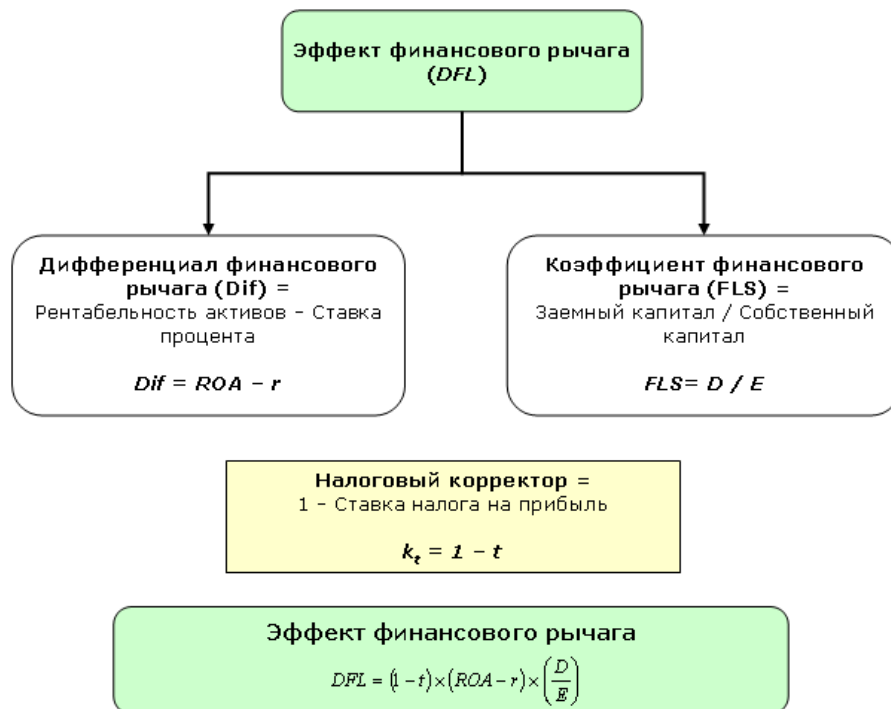 Эффект финансового рычага
(DFL)
Дифференциал финансового
рычага (Dif) =
Рентабельность активов – Ставка
процента
Dif = ROA – r
Коэффициент финансового
рычага (FLS) =
Заемный капитал / Собственный
капитал
FLS= D / E
Налоговый корректор =
1 – Ставка налога на прибыль
kₜ = 1 – t
Эффект финансового рычага
DFL = (1−t)×(ROA−r)×(D/E)